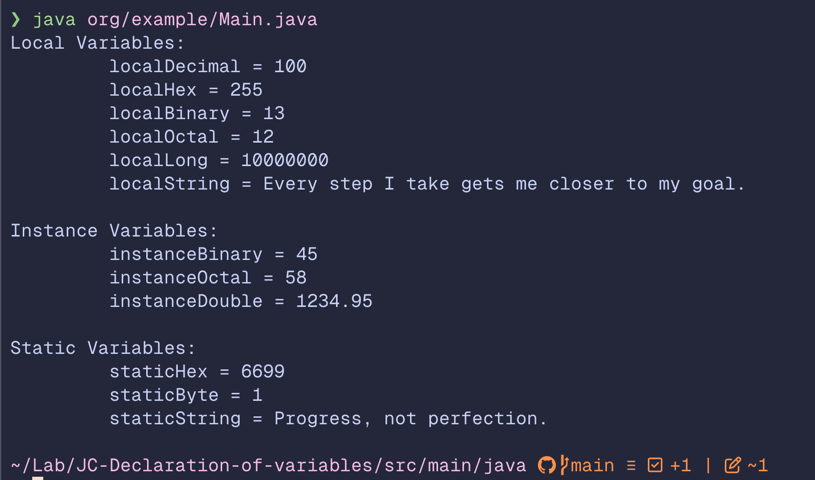 ❯ java org/example/Main.java
Local Variables:
localDecimal = 100
localHex = 255
localBinary = 13
localOctal = 12
localLong = 10000000
localString = Every step I take gets me closer to my goal.
Instance Variables:
instanceBinary = 45
instanceOctal = 58
instanceDouble = 1234.95
Static Variables:
staticHex = 6699
staticByte = 1
staticString = Progress, not perfection.
~/Lab/JC-Declaration-of-variables/src/main/java main ≡ +1 | ~1